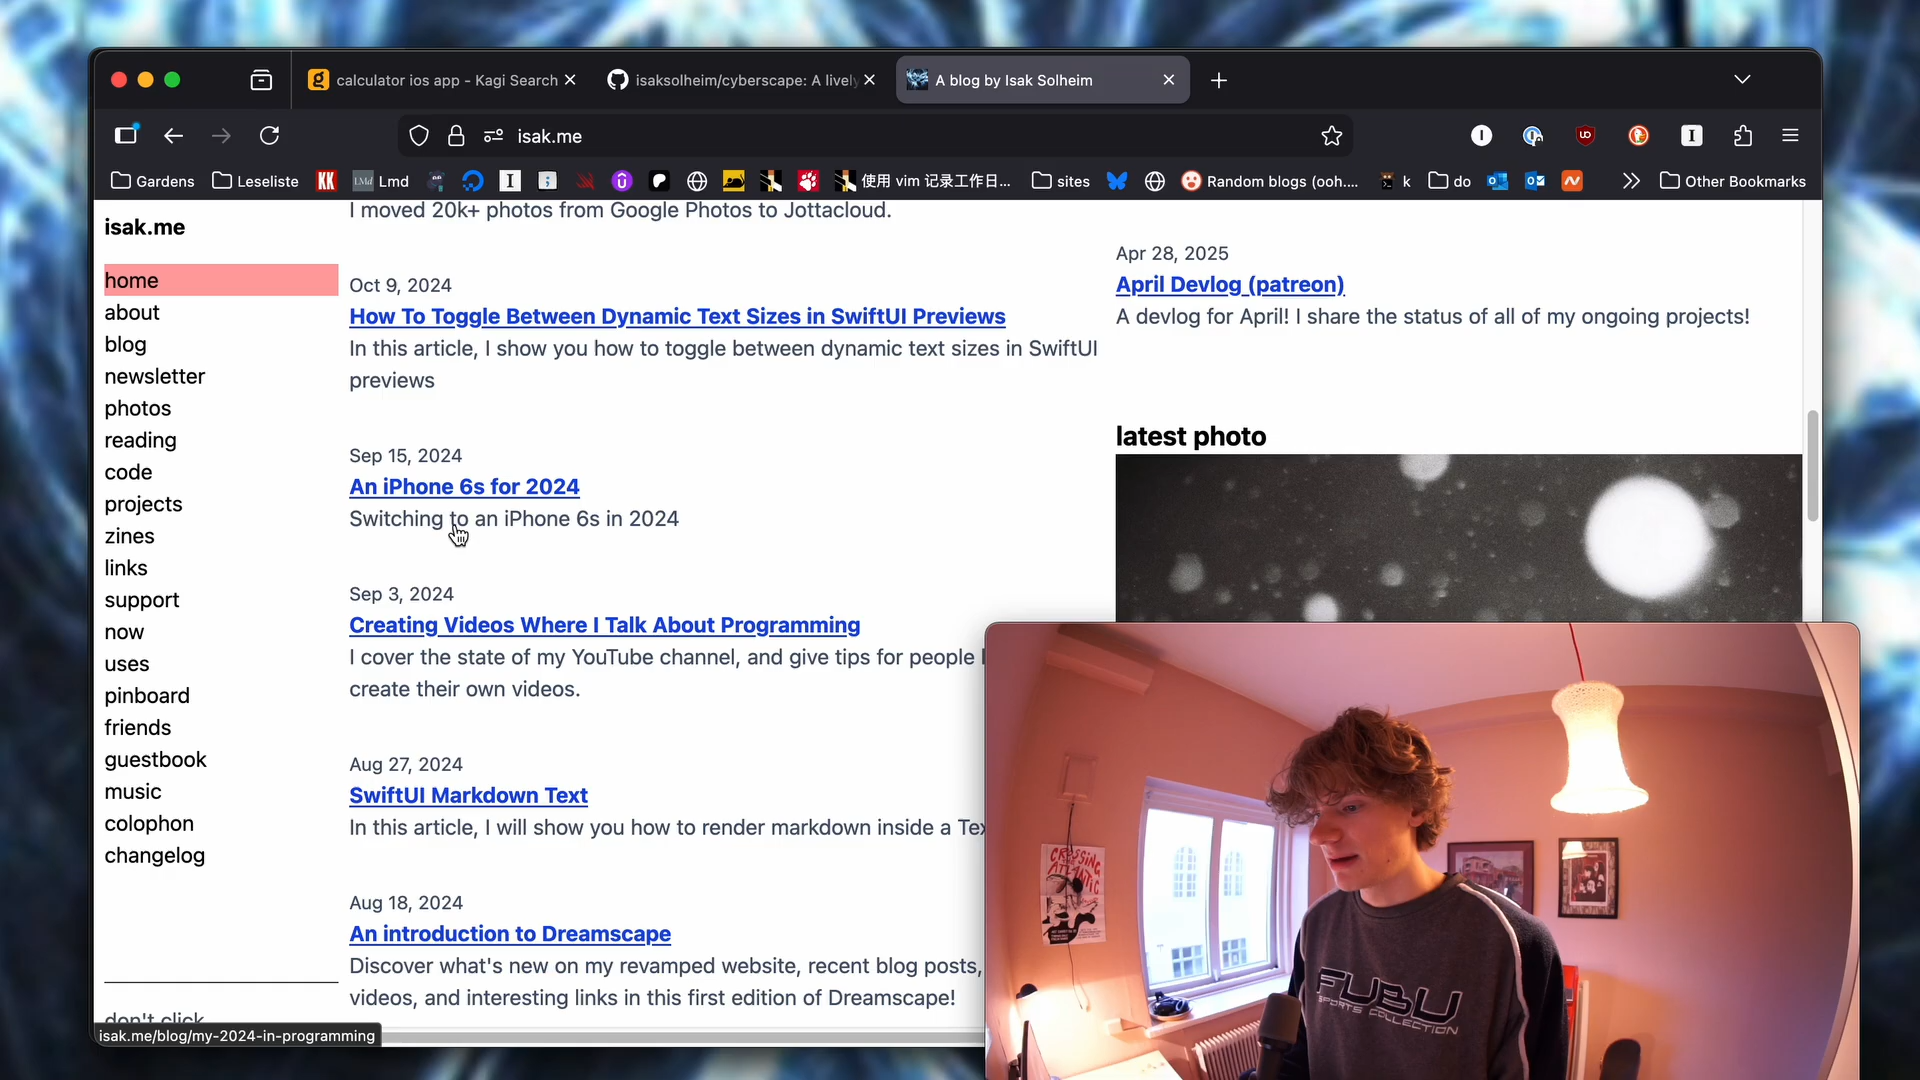 calculator ios app - Kagi Search
isaksolheim/cyberscape: A lively
A blog by Isak Solheim
isak.me
Gardens
Leseliste
KK
LMd
Lmd
使用 vim 记录工作日...
sites
Random blogs (ooh....
k
do
Other Bookmarks
isak.me
home
about
blog
newsletter
photos
reading
code
projects
zines
links
support
now
uses
pinboard
friends
guestbook
music
colophon
changelog
don't click
I moved 20k+ photos from Google Photos to Jottacloud.
Oct 9, 2024
How To Toggle Between Dynamic Text Sizes in SwiftUI Previews
In this article, I show you how to toggle between dynamic text sizes in SwiftUI
previews
Sep 15, 2024
An iPhone 6s for 2024
Switching to an iPhone 6s in 2024
Sep 3, 2024
Creating Videos Where I Talk About Programming
I cover the state of my YouTube channel, and give tips for people
create their own videos.
Aug 27, 2024
SwiftUI Markdown Text
In this article, I will show you how to render markdown inside a Tex
Aug 18, 2024
An introduction to Dreamscape
Discover what's new on my revamped website, recent blog posts,
videos, and interesting links in this first edition of Dreamscape!
Apr 28, 2025
April Devlog (patreon)
A devlog for April! I share the status of all of my ongoing projects!
latest photo
isak.me/blog/my-2024-in-programming
CROSSING
ATLANTIC
FUBU
SPORTS COLLECTION